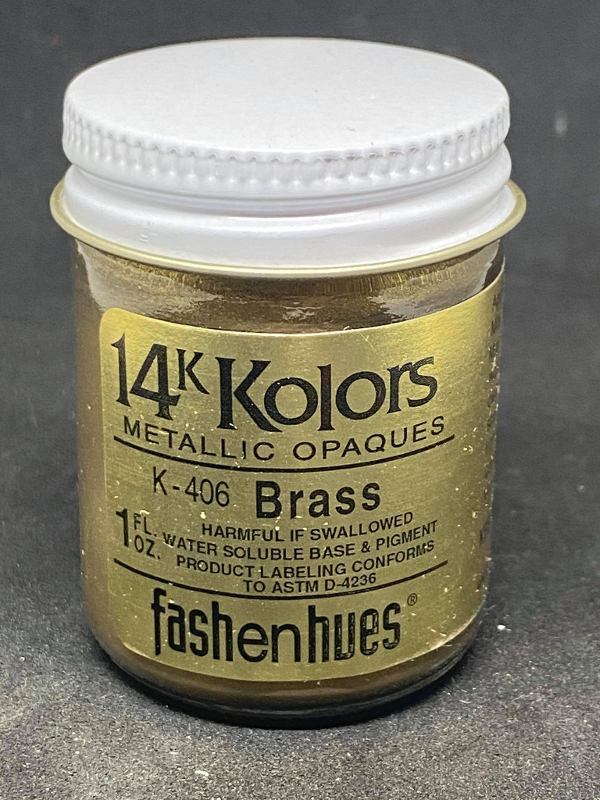 14K Kolors
METALLIC OPAQUES
K-406 Brass
1 FL. OZ.
HARMFUL IF SWALLOWED
WATER SOLUBLE BASE & PIGMENT
PRODUCT LABELING CONFORMS
TO ASTM D-4236
fashenhues®